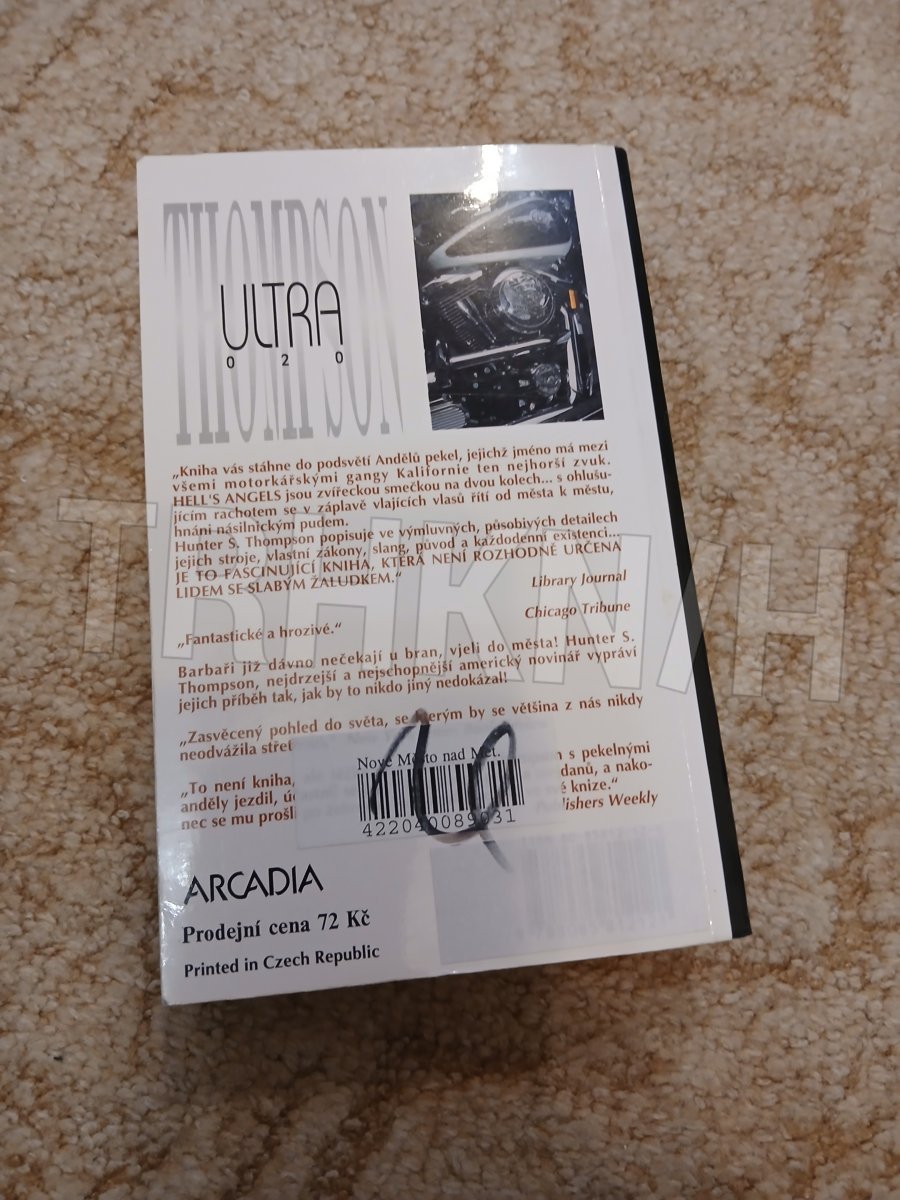 THOMPSON
ULTRA
020
„Kniha vás stáhne do podsvětí Andělů pekel, jejichž jméno má mezi
všemi motorkářskými gangy Kalifornie ten nejhorší zvuk.
HELL'S ANGELS jsou zvířeckou smečkou na dvou kolech... s ohlušu-
jícím rachotem se v záplavě vlajících vlasů řítí od města k městu,
hnáni násilnickým pudem.
Hunter S. Thompson popisuje ve výmluvných, působivých detailech
jejich stroje, vlastní zákony, slang, původ a každodenní existenci...
JE TO FASCINUJÍCÍ KNIHA, KTERÁ NENÍ ROZHODNĚ URČENA
LIDEM SE SLABÝM ŽALUDKEM.“
Library Journal
Chicago Tribune
„Fantastické a hrozivé.“
Barbaři již dávno nečekají u bran, vjeli do města! Hunter S.
Thompson, nejdrzejší a nejschopnější americký novinář vypráví
jejich příběh tak, jak by to nikdo jiný nedokázal!
„Zasvěcený pohled do světa, se kterým by se většina z nás nikdy
neodvážila
„To není kniha, s pekelnými
anděly jezdil, a nako-
nec se mu knize.“
Weekly
Nové Město nad Met.
422040089031
ARCADIA
Prodejní cena 72 Kč
Printed in Czech Republic
TRHKNIH